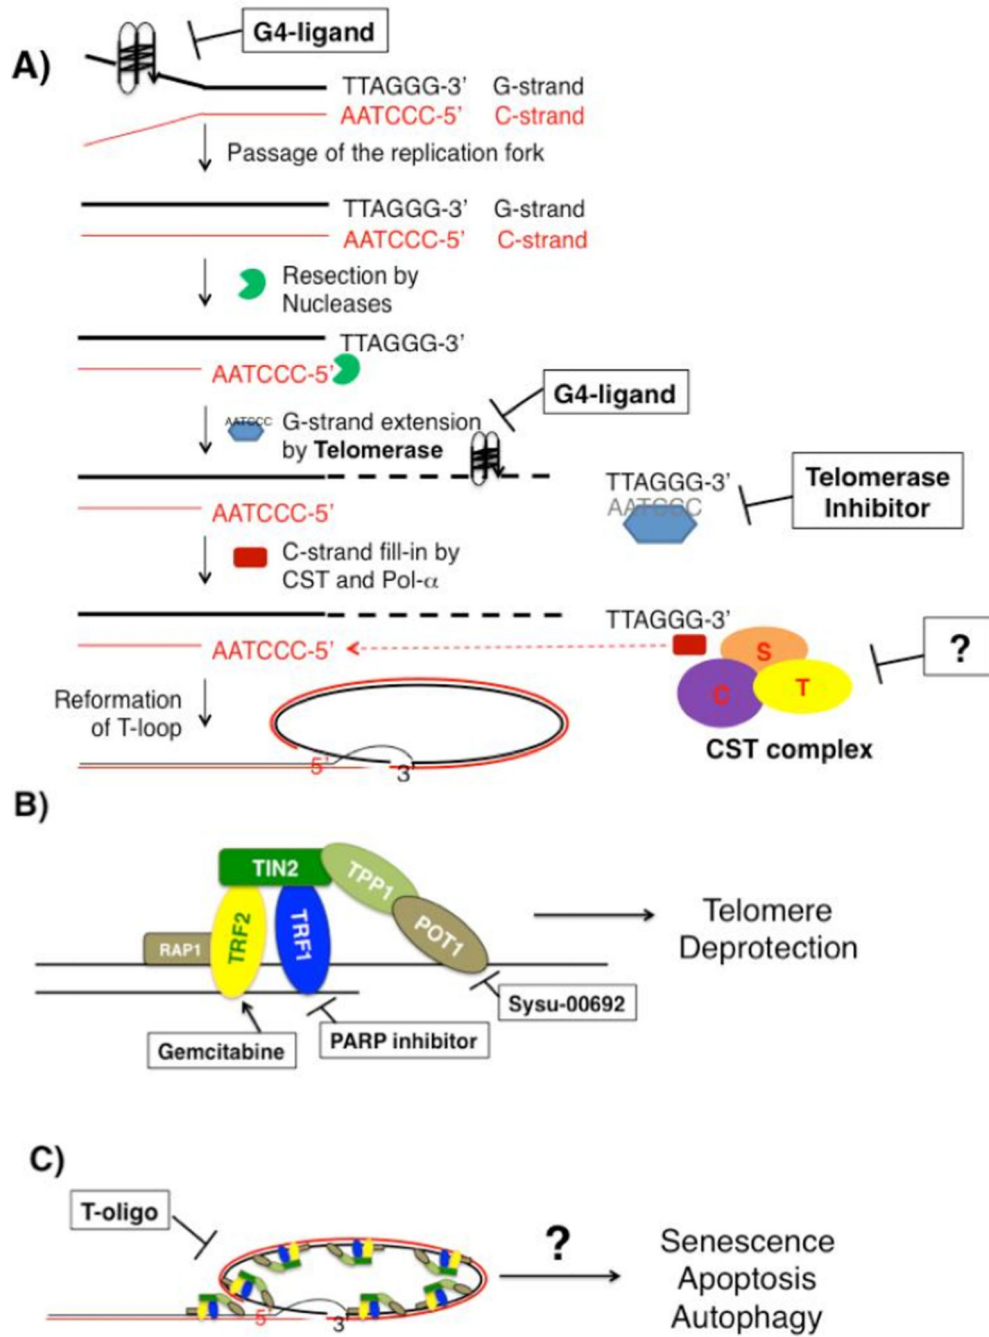 A)
G4-ligand
TTAGGG-3' G-strand
AATCCC-5' C-strand
Passage of the replication fork
TTAGGG-3' G-strand
AATCCC-5' C-strand
Resection by
Nucleases
TTAGGG-3'
AATCCC-5'
G4-ligand
AATCCC
G-strand extension
by Telomerase
TTAGGG-3'
AATCCC
Telomerase
Inhibitor
AATCCC-5'
C-strand fill-in by
CST and Pol-α
TTAGGG-3'
AATCCC-5'
S
C
T
?
CST complex
Reformation
of T-loop
5'
3'
B)
TIN2
TPP1
POT1
RAP1
TRF2
TRF1
Telomere
Deprotection
Sysu-00692
PARP inhibitor
Gemcitabine
C)
T-oligo
?
Senescence
Apoptosis
Autophagy
5'
3'